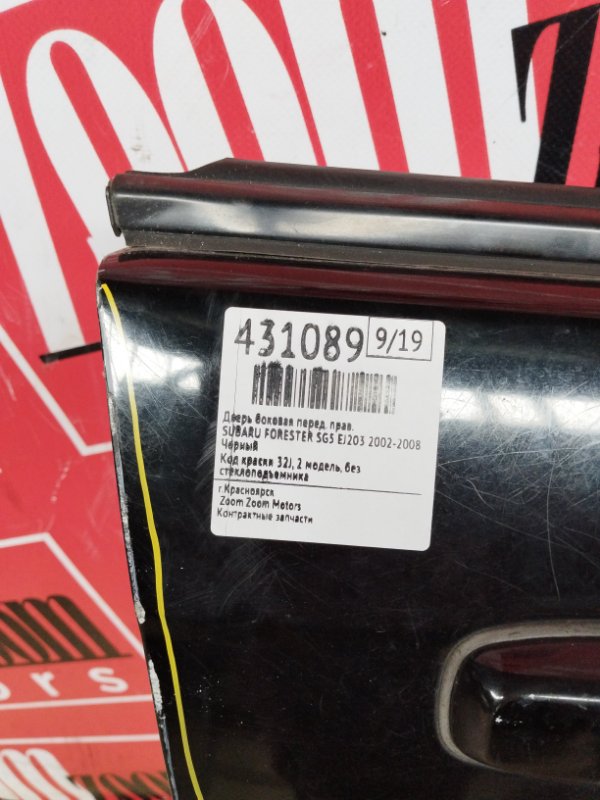 431089 9/19
Дверь боковая перед. прав.
SUBARU FORESTER SG5 EJ203 2002-2008
Черный
Код краски 32J, 2 модель, без
стеклоподъемника
г.Красноярск
Zoom Zoom Motors
Контрактные запчасти